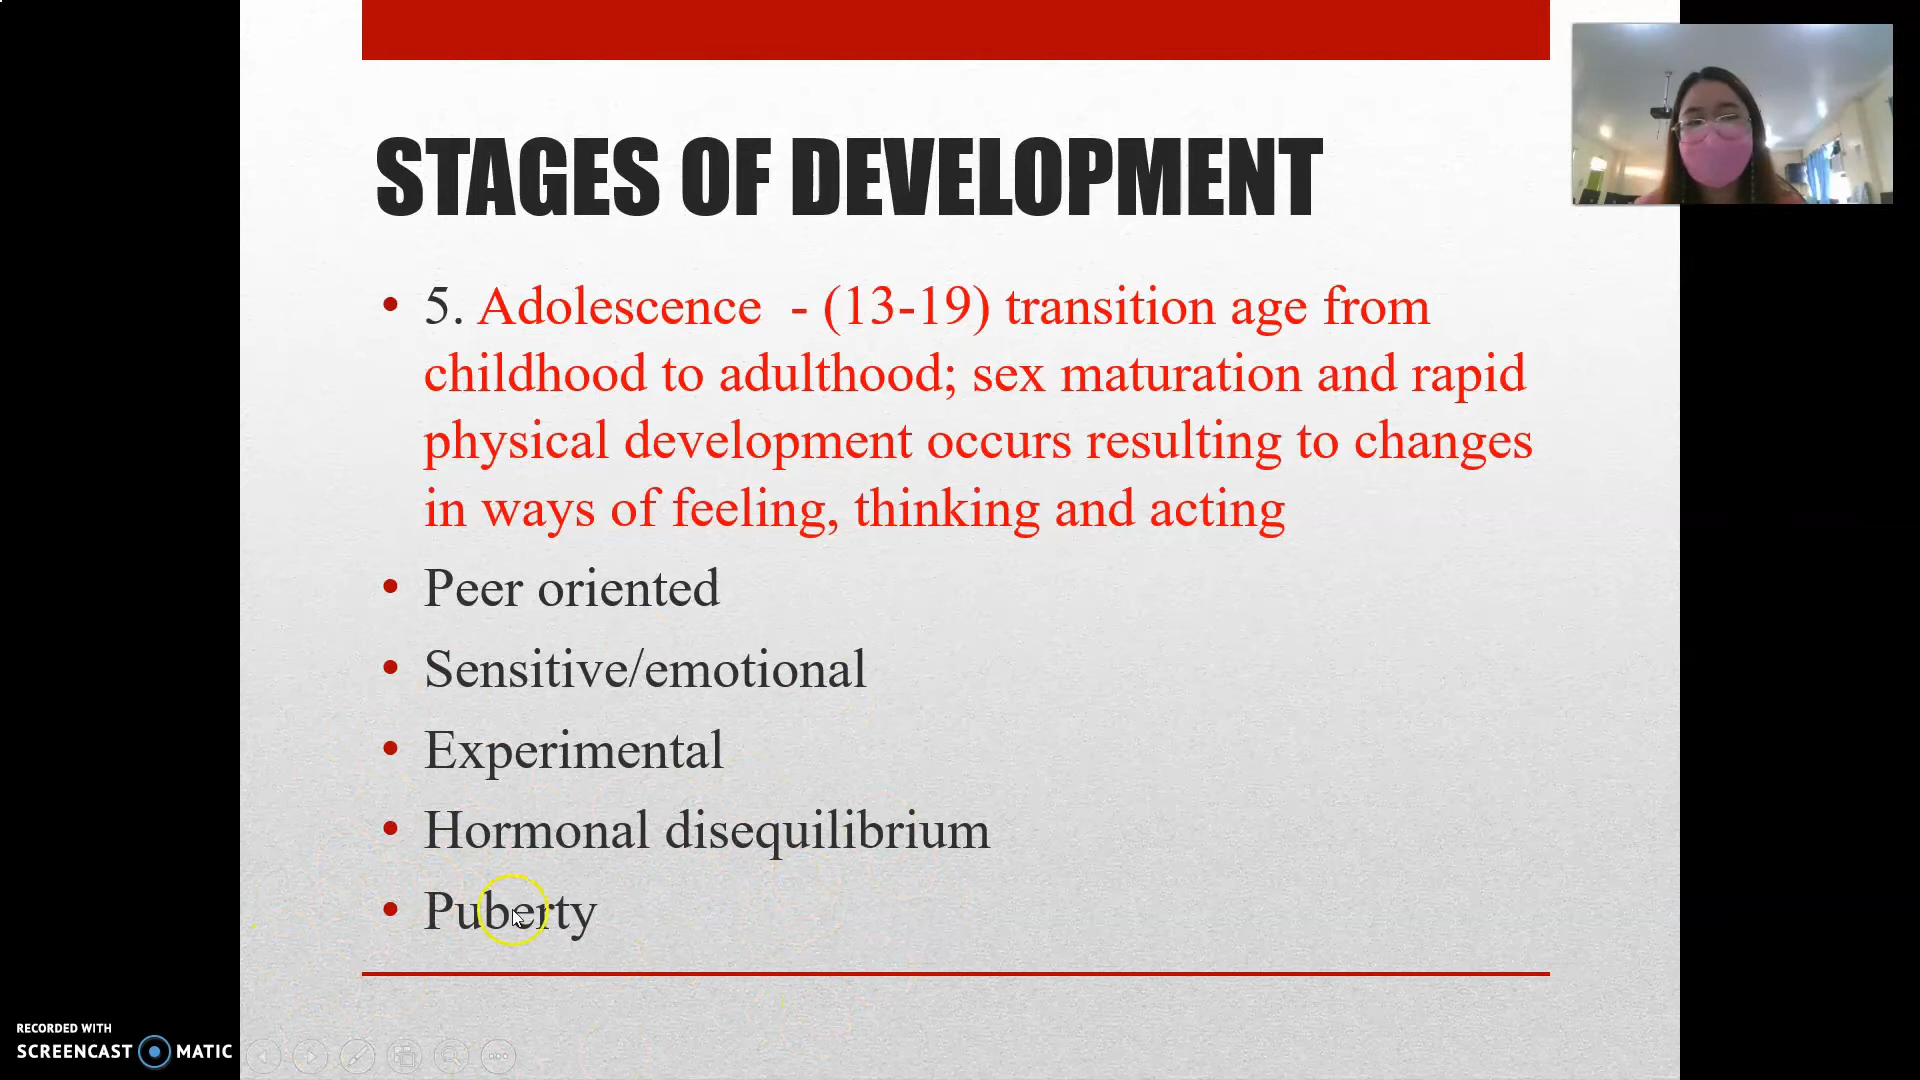 STAGES OF DEVELOPMENT
• 5. Adolescence - (13-19) transition age from
childhood to adulthood; sex maturation and rapid
physical development occurs resulting to changes
in ways of feeling, thinking and acting
• Peer oriented
• Sensitive/emotional
• Experimental
• Hormonal disequilibrium
• Puberty
RECORDED WITH
SCREENCAST MATIC